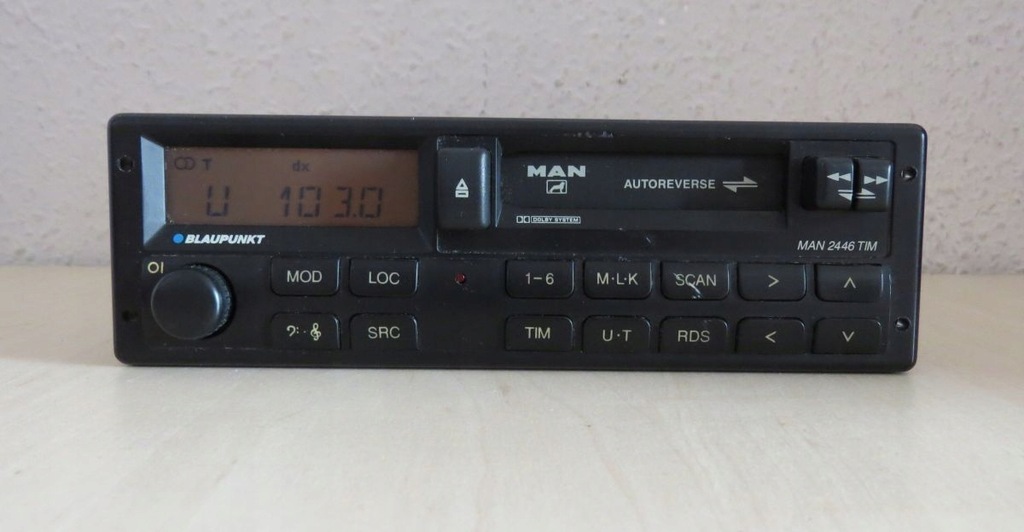 T dx
U 103.0
BLAUPUNKT
MAN
AUTOREVERSE
DOLBY SYSTEM
MAN 2446 TIM
MOD LOC 1-6 M·L·K SCAN > ^
SRC TIM U·T RDS < v